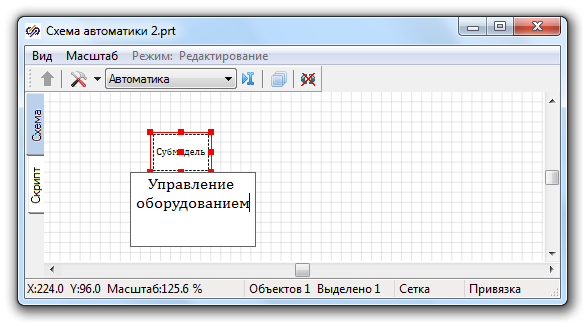 Схема автоматики 2.prt
Вид Масштаб Режим: Редактирование
Автоматика
Схема
Скрипт
Субмодель
Управление
оборудованием
X:224.0 Y:96.0 Масштаб:125.6 % Объектов 1 Выделено 1 Сетка Привязка